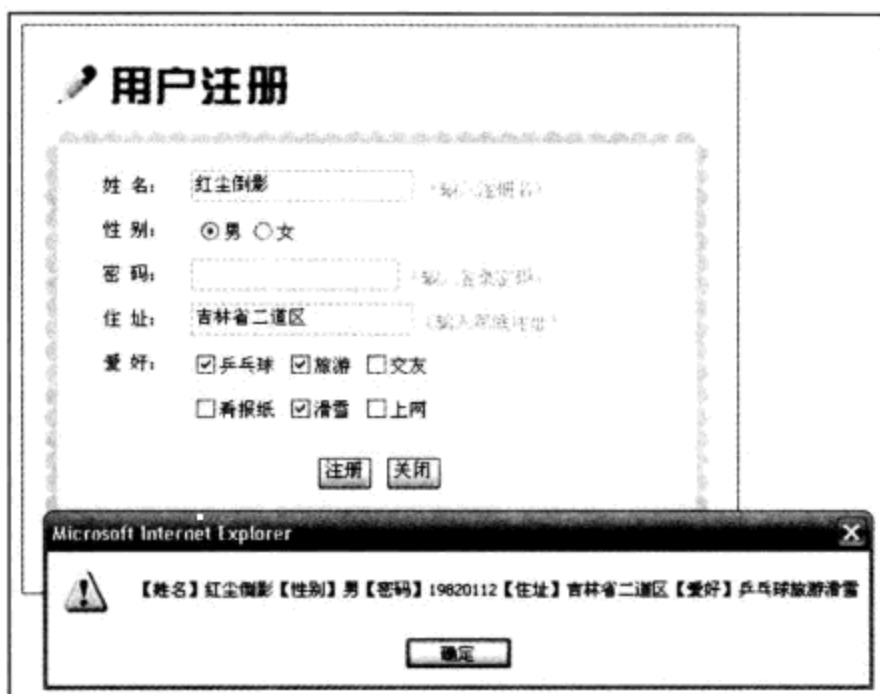 用户注册
姓 名： 红尘倒影
性 别： 男 女
密 码：
住 址： 吉林省二道区
爱 好： 乒乓球 旅游 交友
看报纸 滑雪 上网
注册 关闭
Microsoft Internet Explorer
【姓名】红尘倒影【性别】男【密码】19820112【住址】吉林省二道区【爱好】乒乓球旅游滑雪
确定